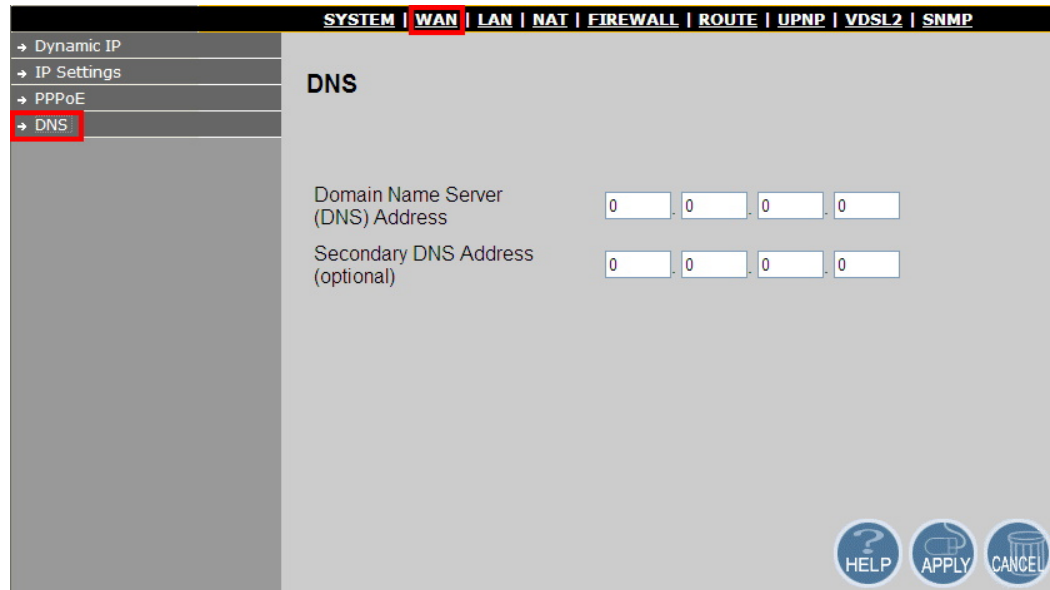 SYSTEM | WAN | LAN | NAT | FIREWALL | ROUTE | UPNP | VDSL2 | SNMP
→ Dynamic IP
→ IP Settings
→ PPPoE
→ DNS
DNS
Domain Name Server
(DNS) Address
0 . 0 . 0 . 0
Secondary DNS Address
(optional)
0 . 0 . 0 . 0
HELP APPLY CANCEL